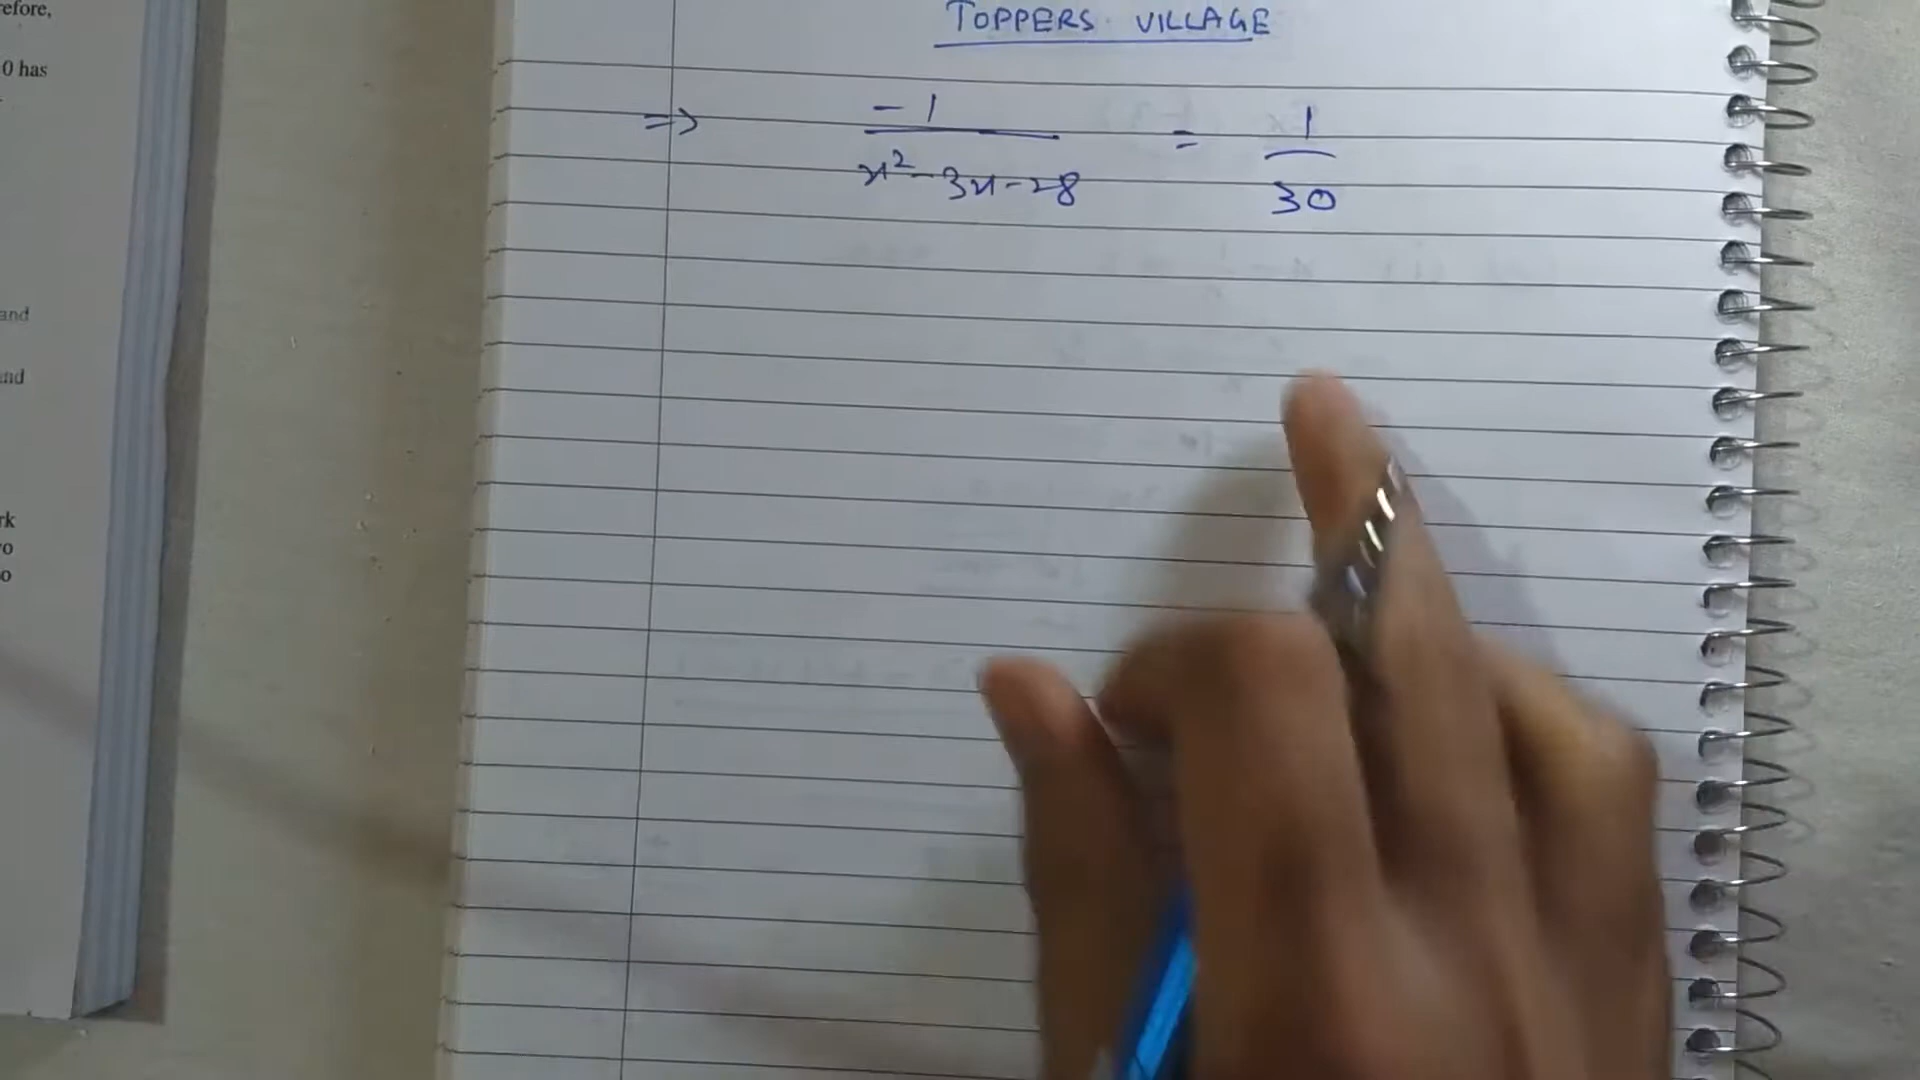 efore,
0 has
and
nd
rk
o
o
TOPPERS VILLAGE
=> -1 / x² - 3x - 28 = 1 / 30